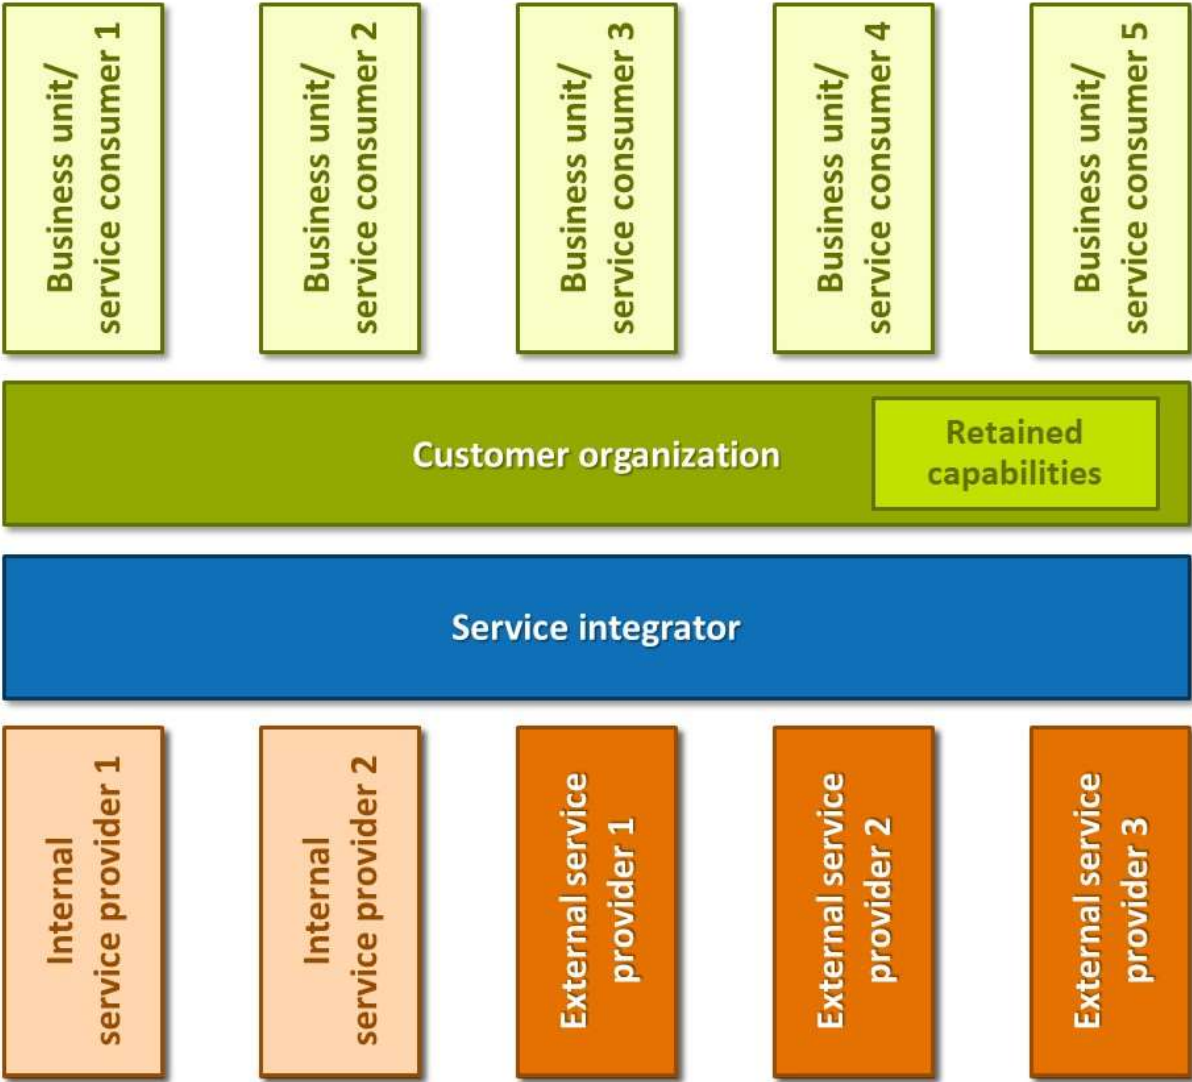 Business unit/
service consumer 1
Business unit/
service consumer 2
Business unit/
service consumer 3
Business unit/
service consumer 4
Business unit/
service consumer 5
Customer organization
Retained
capabilities
Service integrator
Internal
service provider 1
Internal
service provider 2
External service
provider 1
External service
provider 2
External service
provider 3